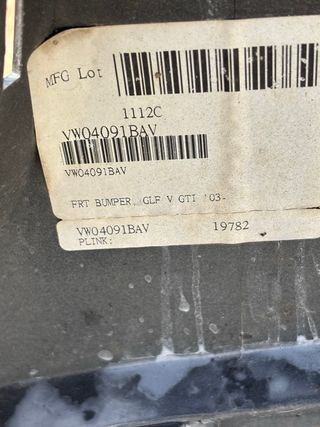 MFG Lot
1112C
VW04091BAV
VW04091BAV
FRT BUMPER, GLF V GTI '03-
VW04091BAV 19782
PLINK: